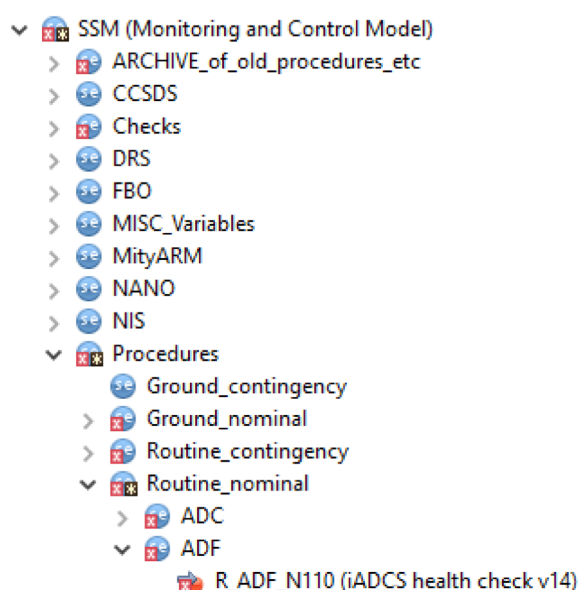 SSM (Monitoring and Control Model)
ARCHIVE_of_old_procedures_etc
CCSDS
Checks
DRS
FBO
MISC_Variables
MityARM
NANO
NIS
Procedures
Ground_contingency
Ground_nominal
Routine_contingency
Routine_nominal
ADC
ADF
R_ADF_N110 (iADCS health check v14)